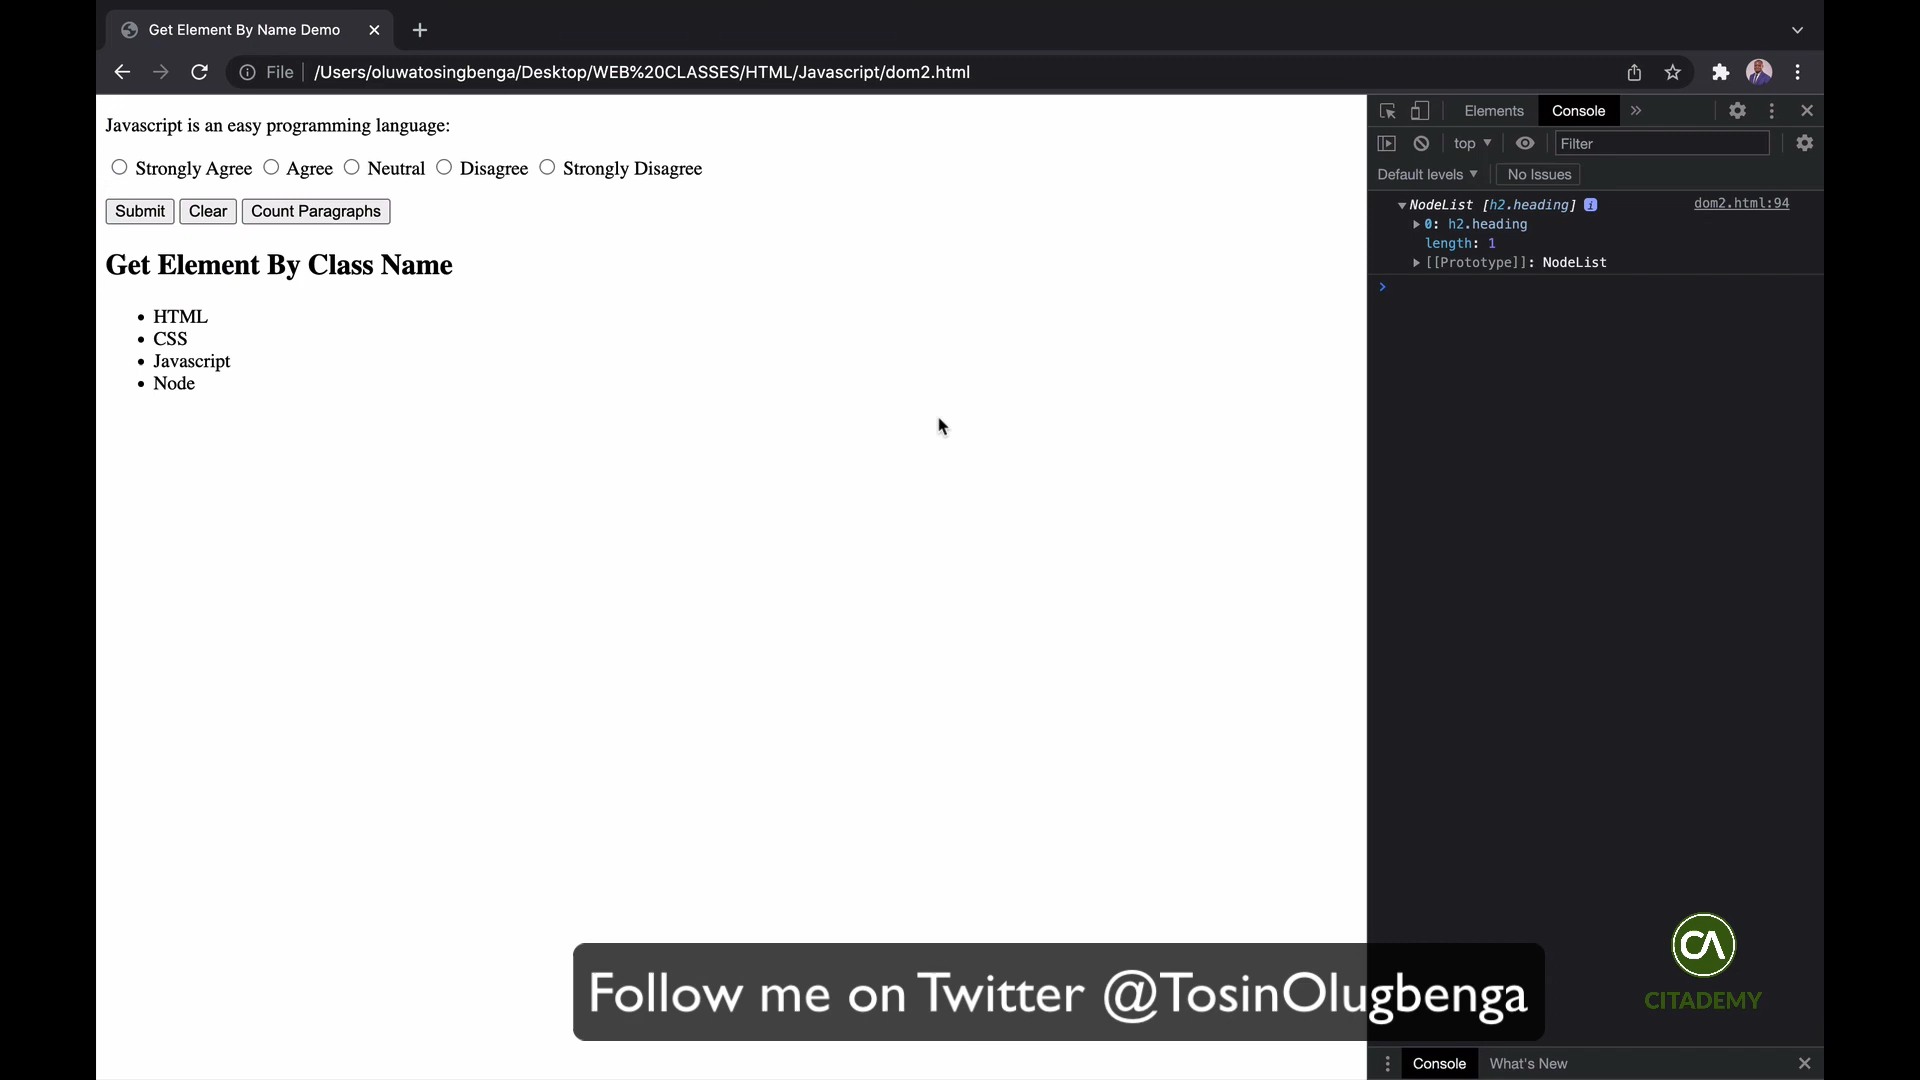 Get Element By Name Demo
File
/Users/oluwatosingbenga/Desktop/WEB%20CLASSES/HTML/Javascript/dom2.html
Javascript is an easy programming language:
Strongly Agree Agree Neutral Disagree Strongly Disagree
Submit Clear Count Paragraphs
Get Element By Class Name
• HTML
• CSS
• Javascript
• Node
Elements Console »
top ▼ Filter
Default levels ▼ No Issues
▼NodeList [h2.heading] i dom2.html:94
▶0: h2.heading
length: 1
▶[[Prototype]]: NodeList
>
Follow me on Twitter @TosinOlugbenga
CA
CITADEMY
Console What's New